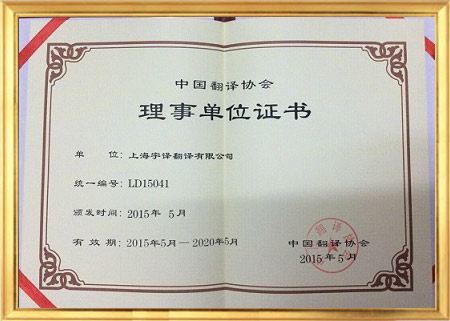 中国翻译协会
理事单位证书
单 位: 上海宇译翻译有限公司
统一编号: LD15041
颁发时间: 2015年 5月
有 效 期: 2015年5月—2020年5月
中国翻译协会
2015年5月